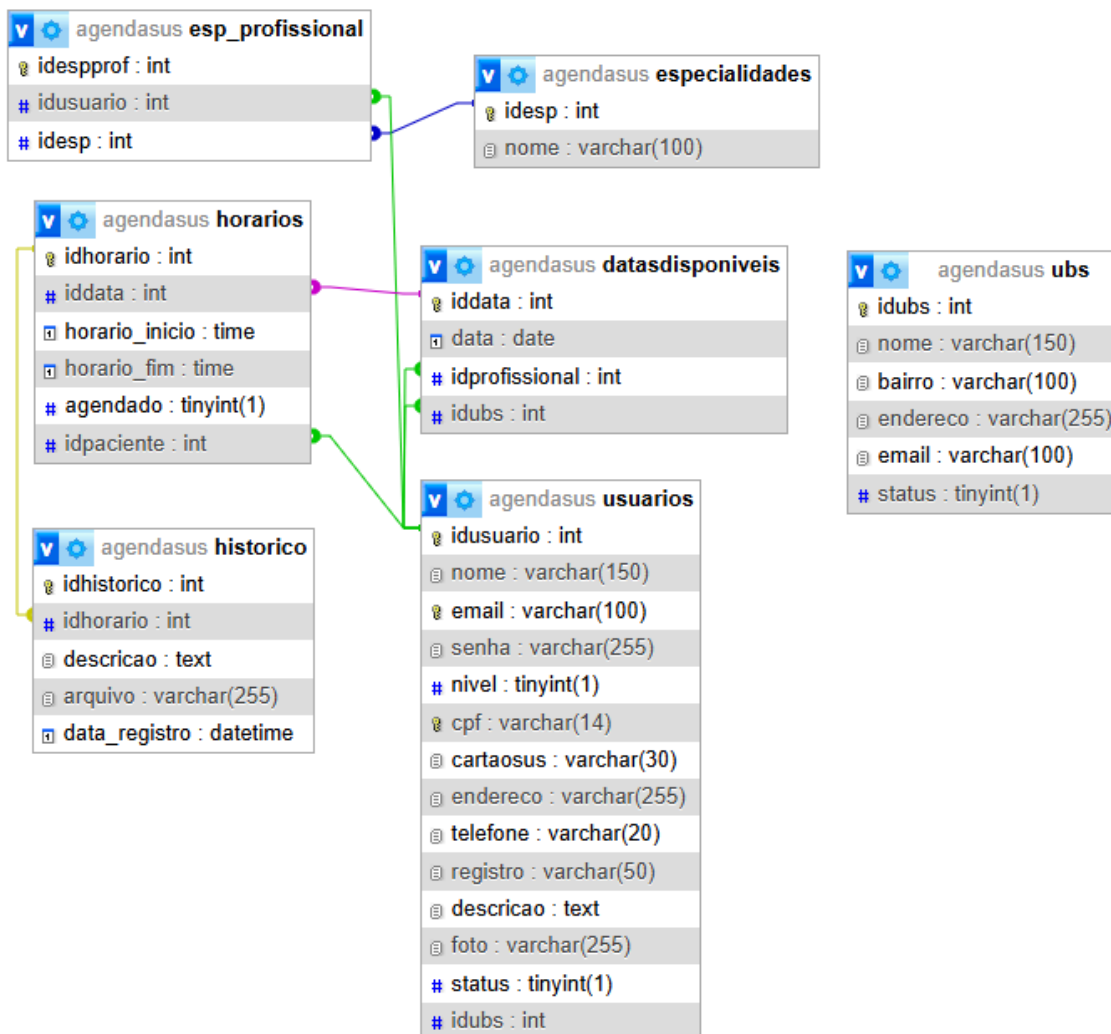 v agendasus esp_profissional
idespprof : int
# idusuario : int
# idesp : int
v agendasus especialidades
idesp : int
nome : varchar(100)
v agendasus horarios
idhorario : int
# iddata : int
horario_inicio : time
horario_fim : time
# agendado : tinyint(1)
# idpaciente : int
v agendasus datasdisponiveis
iddata : int
data : date
# idprofissional : int
# idubs : int
v agendasus ubs
idubs : int
nome : varchar(150)
bairro : varchar(100)
endereco : varchar(255)
email : varchar(100)
# status : tinyint(1)
v agendasus historico
idhistorico : int
# idhorario : int
descricao : text
arquivo : varchar(255)
data_registro : datetime
v agendasus usuarios
idusuario : int
nome : varchar(150)
email : varchar(100)
senha : varchar(255)
# nivel : tinyint(1)
cpf : varchar(14)
cartaosus : varchar(30)
endereco : varchar(255)
telefone : varchar(20)
registro : varchar(50)
descricao : text
foto : varchar(255)
# status : tinyint(1)
# idubs : int